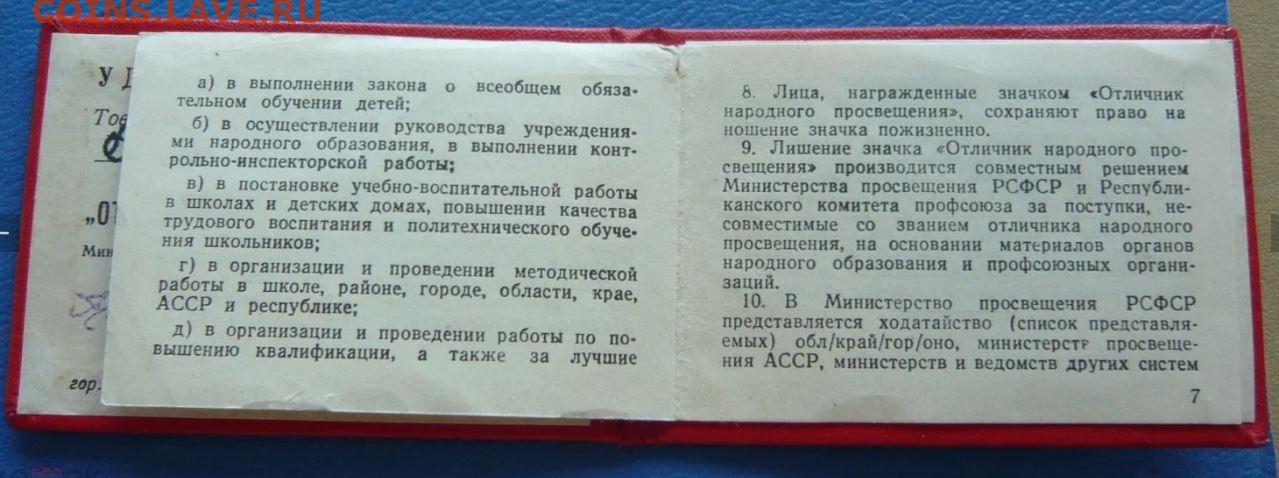 COINS.LAVE.RU
У Д
Тов
„ОТ
Мин
гор.
а) в выполнении закона о всеобщем обяза-
тельном обучении детей;
б) в осуществлении руководства учреждения-
ми народного образования, в выполнении конт-
рольно-инспекторской работы;
в) в постановке учебно-воспитательной работы
в школах и детских домах, повышении качества
трудового воспитания и политехнического обуче-
ния школьников;
г) в организации и проведении методической
работы в школе, районе, городе, области, крае,
АССР и республике;
д) в организации и проведении работы по по-
вышению квалификации, а также за лучшие
8. Лица, награжденные значком «Отличник
народного просвещения», сохраняют право на
ношение значка пожизненно.
9. Лишение значка «Отличник народного про-
свещения» производится совместным решением
Министерства просвещения РСФСР и Республи-
канского комитета профсоюза за поступки, не-
совместимые со званием отличника народного
просвещения, на основании материалов органов
народного образования и профсоюзных органи-
заций.
10. В Министерство просвещения РСФСР
представляется ходатайство (список представля-
емых) обл/край/гор/оно, министерств просвеще-
ния АССР, министерств и ведомств других систем
7